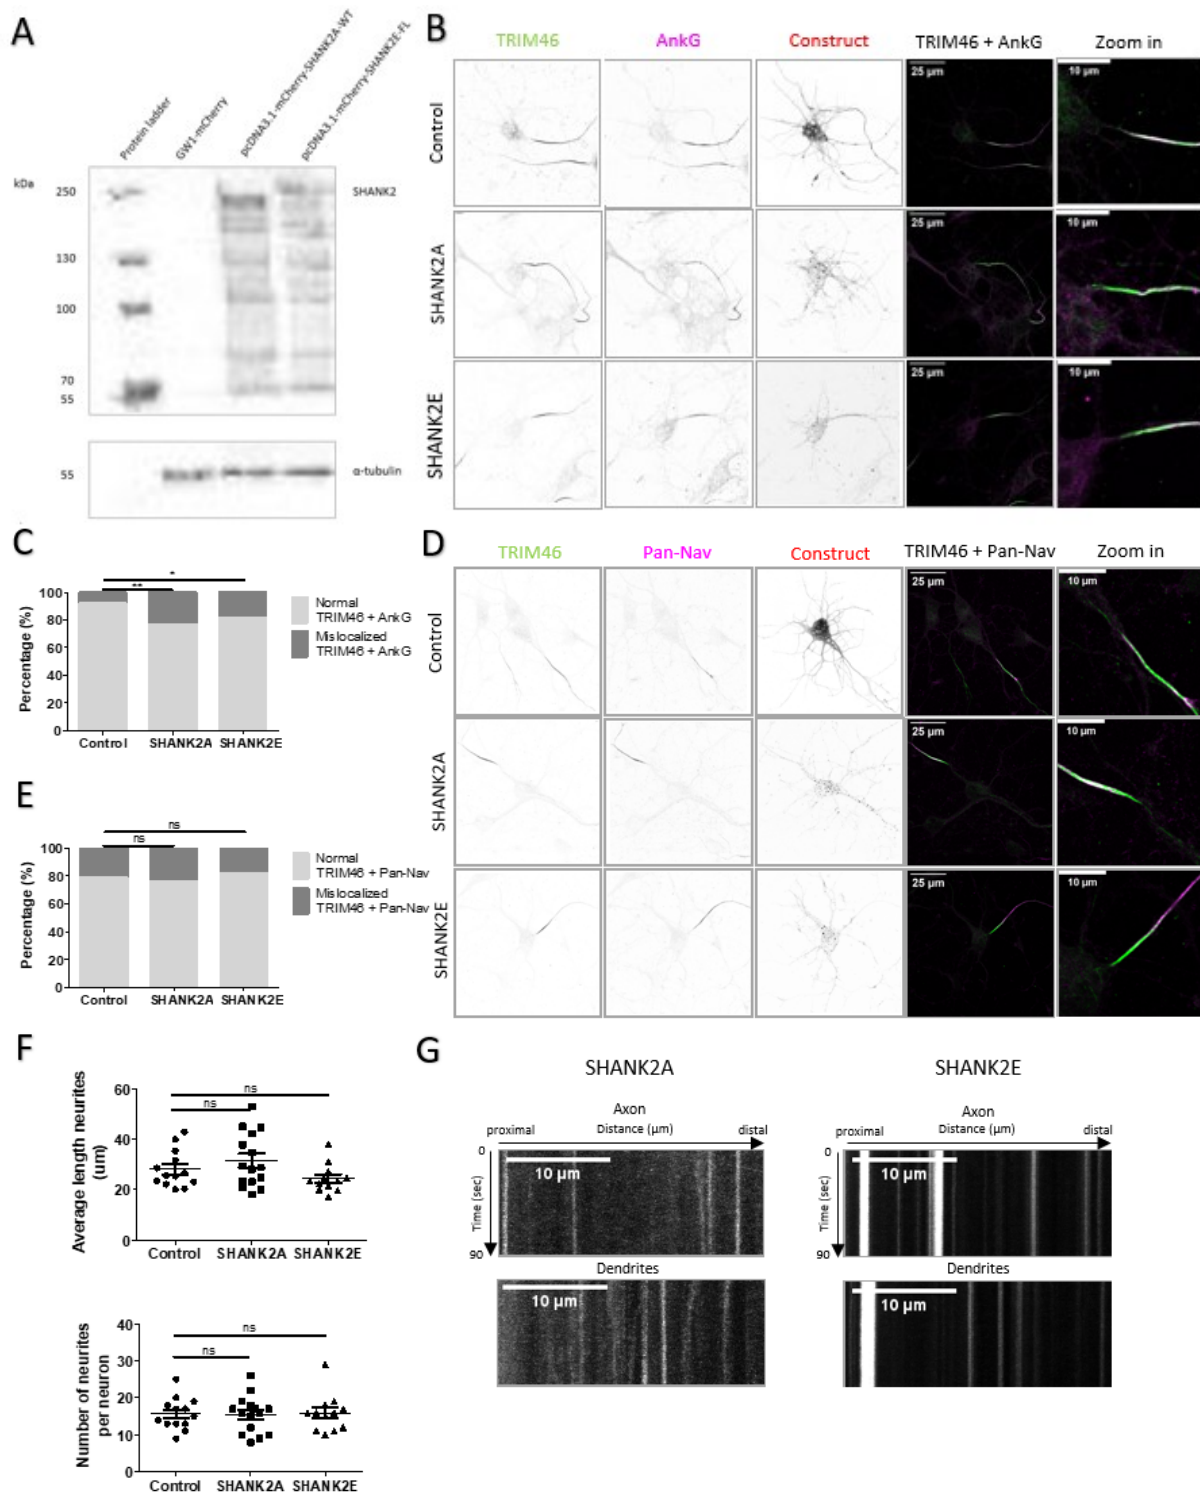 A
Protein ladder
GW1-mCherry
pcDNA3.1-mCherry-SHANK2A-WT
pcDNA3.1-mCherry-SHANK2E-FL
kDa
250
SHANK2
130
100
70
55
55
α-tubulin
B
TRIM46 AnkG Construct TRIM46 + AnkG Zoom in
Control
25 µm
10 µm
SHANK2A
25 µm
10 µm
SHANK2E
25 µm
10 µm
C
*
**
100
80
60
40
20
0
Percentage (%)
Control SHANK2A SHANK2E
Normal
TRIM46 + AnkG
Mislocalized
TRIM46 + AnkG
D
TRIM46 Pan-Nav Construct TRIM46 + Pan-Nav Zoom in
Control
25 µm
10 µm
SHANK2A
25 µm
10 µm
SHANK2E
25 µm
10 µm
E
ns
ns
100
80
60
40
20
0
Percentage (%)
Control SHANK2A SHANK2E
Normal
TRIM46 + Pan-Nav
Mislocalized
TRIM46 + Pan-Nav
F
Average length neurites
(um)
60
40
20
0
ns
ns
Control SHANK2A SHANK2E
Number of neurites
per neuron
40
30
20
10
0
ns
ns
Control SHANK2A SHANK2E
G
SHANK2A SHANK2E
Axon
proximal Distance (µm) distal
0
Time (sec)
90
10 µm
Dendrites
10 µm
Axon
proximal Distance (µm) distal
0
Time (sec)
90
10 µm
Dendrites
10 µm